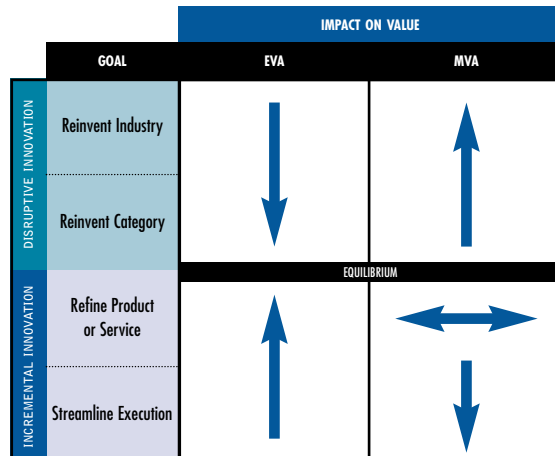 IMPACT ON VALUE
GOAL
EVA
MVA
DISRUPTIVE INNOVATION
Reinvent Industry
Reinvent Category
EQUILIBRIUM
INCREMENTAL INNOVATION
Refine Product
or Service
Streamline Execution